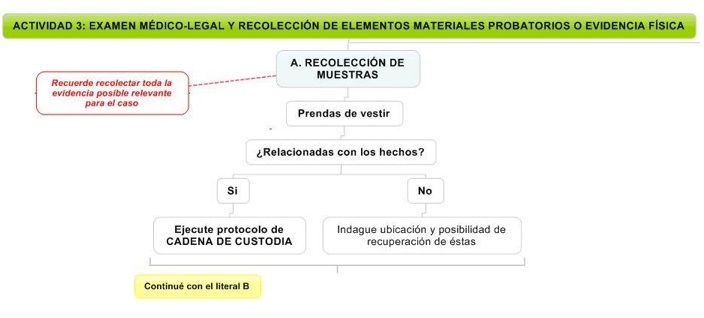 ACTIVIDAD 3: EXAMEN MÉDICO-LEGAL Y RECOLECCIÓN DE ELEMENTOS MATERIALES PROBATORIOS O EVIDENCIA FÍSICA
A. RECOLECCIÓN DE
MUESTRAS
Recuerde recolectar toda la
evidencia posible relevante
para el caso
Prendas de vestir
¿Relacionadas con los hechos?
Si
No
Ejecute protocolo de
CADENA DE CUSTODIA
Indague ubicación y posibilidad de
recuperación de éstas
Continué con el literal B